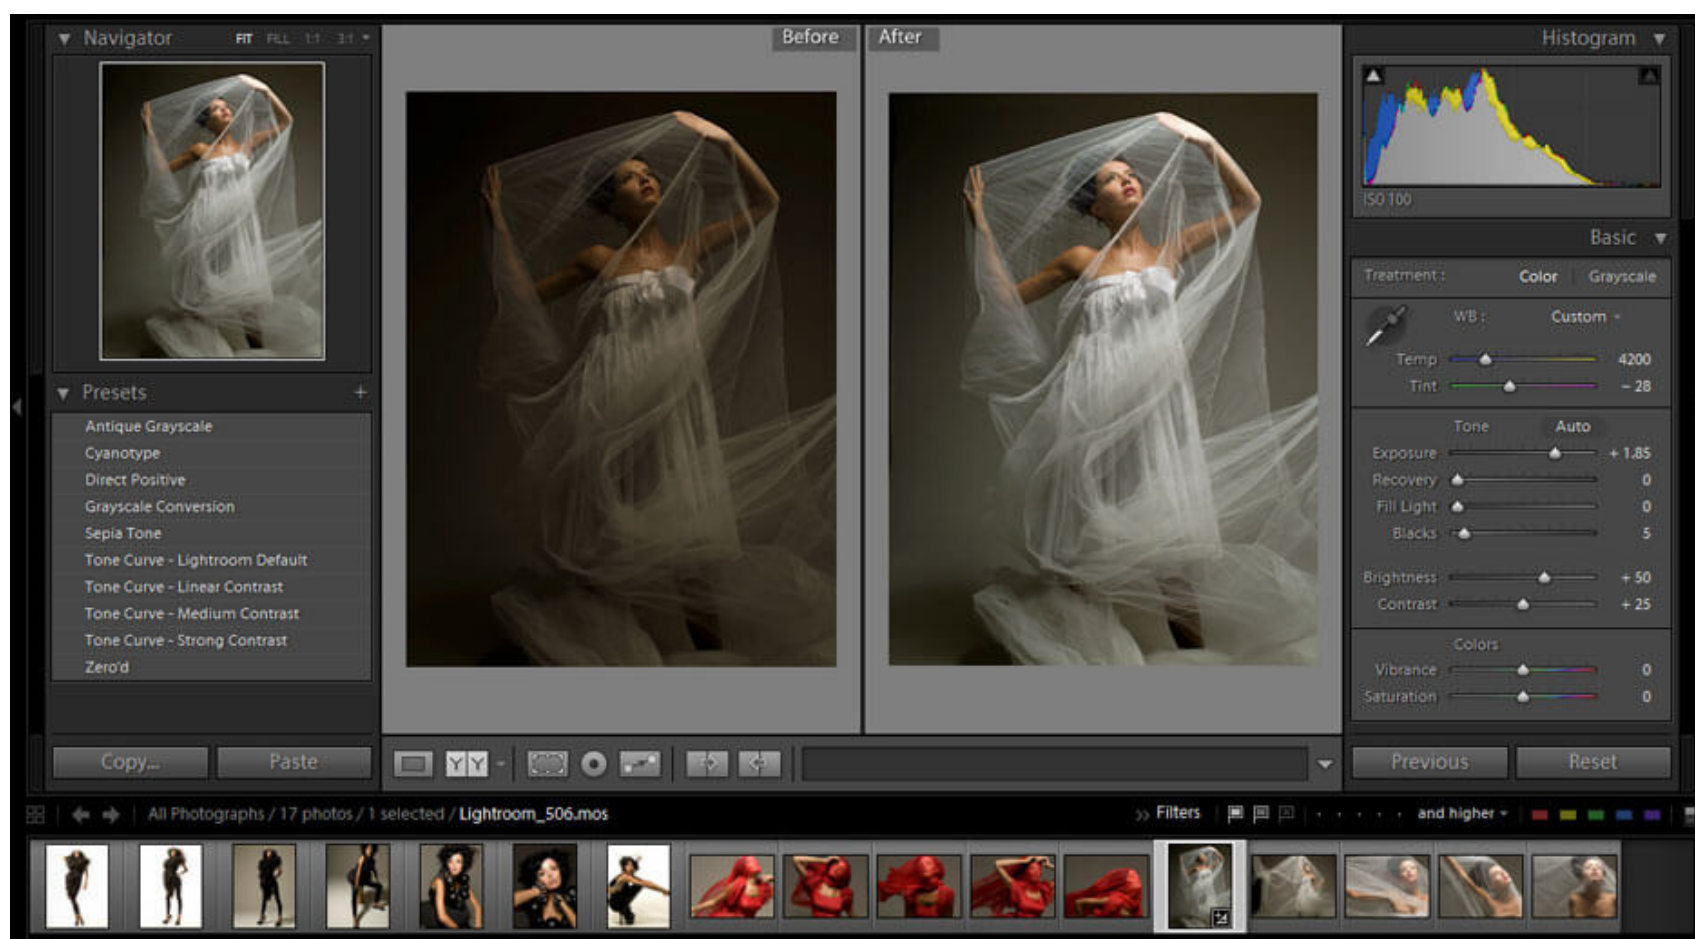 Navigator FIT FILL 1:1 3:1
Before
After
Histogram
ISO 100
Basic
Treatment : Color Grayscale
WB : Custom
Temp 4200
Tint - 28
Tone Auto
Exposure + 1.85
Recovery 0
Fill Light 0
Blacks 5
Brightness + 50
Contrast + 25
Colors
Vibrance 0
Saturation 0
Presets +
Antique Grayscale
Cyanotype
Direct Positive
Grayscale Conversion
Sepia Tone
Tone Curve - Lightroom Default
Tone Curve - Linear Contrast
Tone Curve - Medium Contrast
Tone Curve - Strong Contrast
Zero'd
Copy... Paste
Y Y
Previous Reset
All Photographs / 17 photos / 1 selected / Lightroom_506.mos
Filters and higher